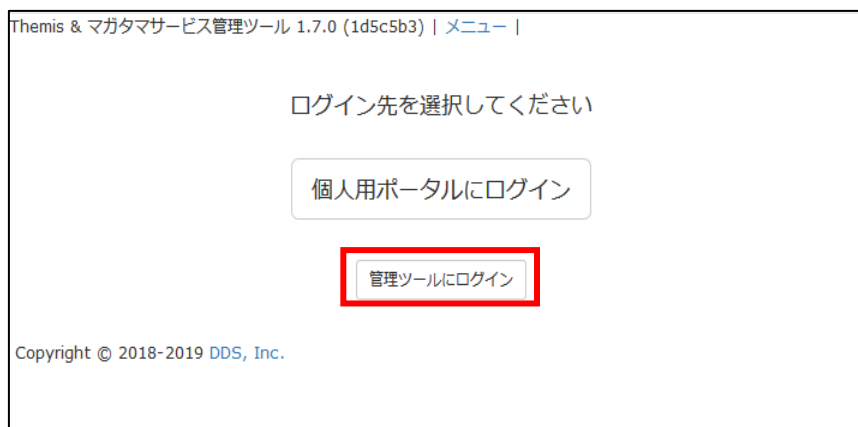 Themis & マガタマサービス管理ツール 1.7.0 (1d5c5b3) | メニュー |
ログイン先を選択してください
個人用ポータルにログイン
管理ツールにログイン
Copyright © 2018-2019 DDS, Inc.